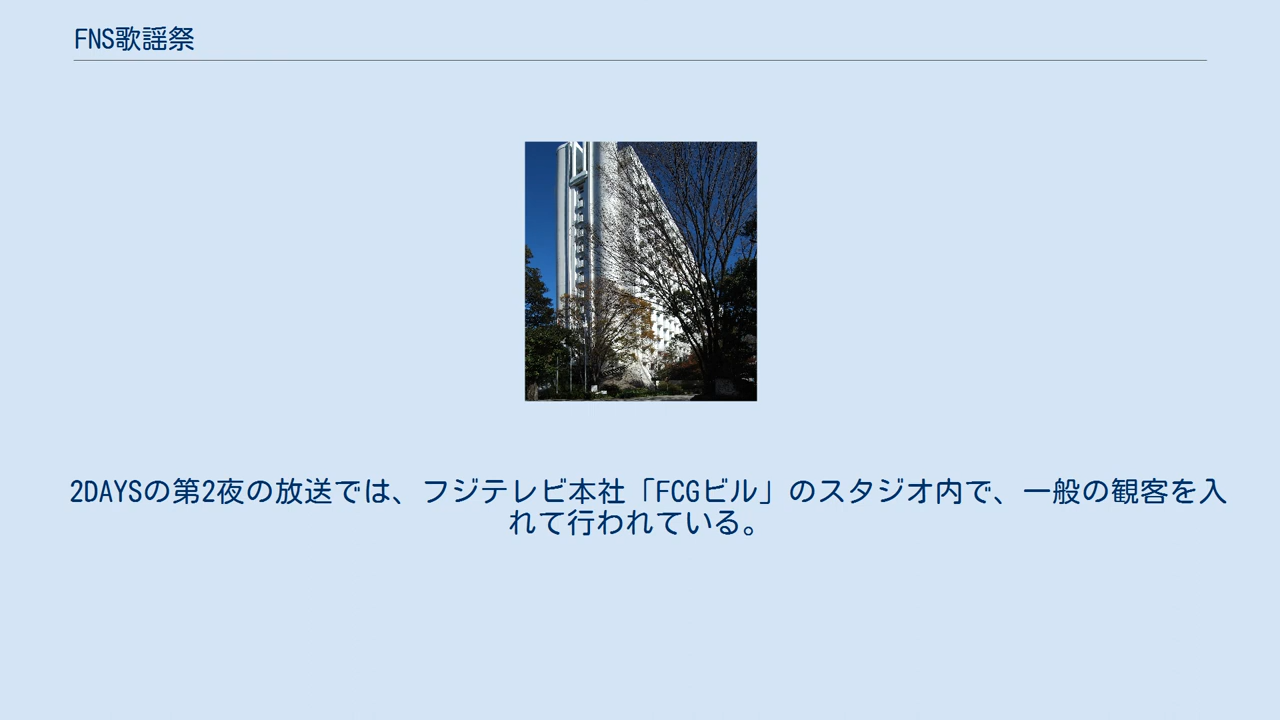 FNS歌謡祭
2DAYSの第2夜の放送では、フジテレビ本社「FCGビル」のスタジオ内で、一般の観客を入
れて行われている。